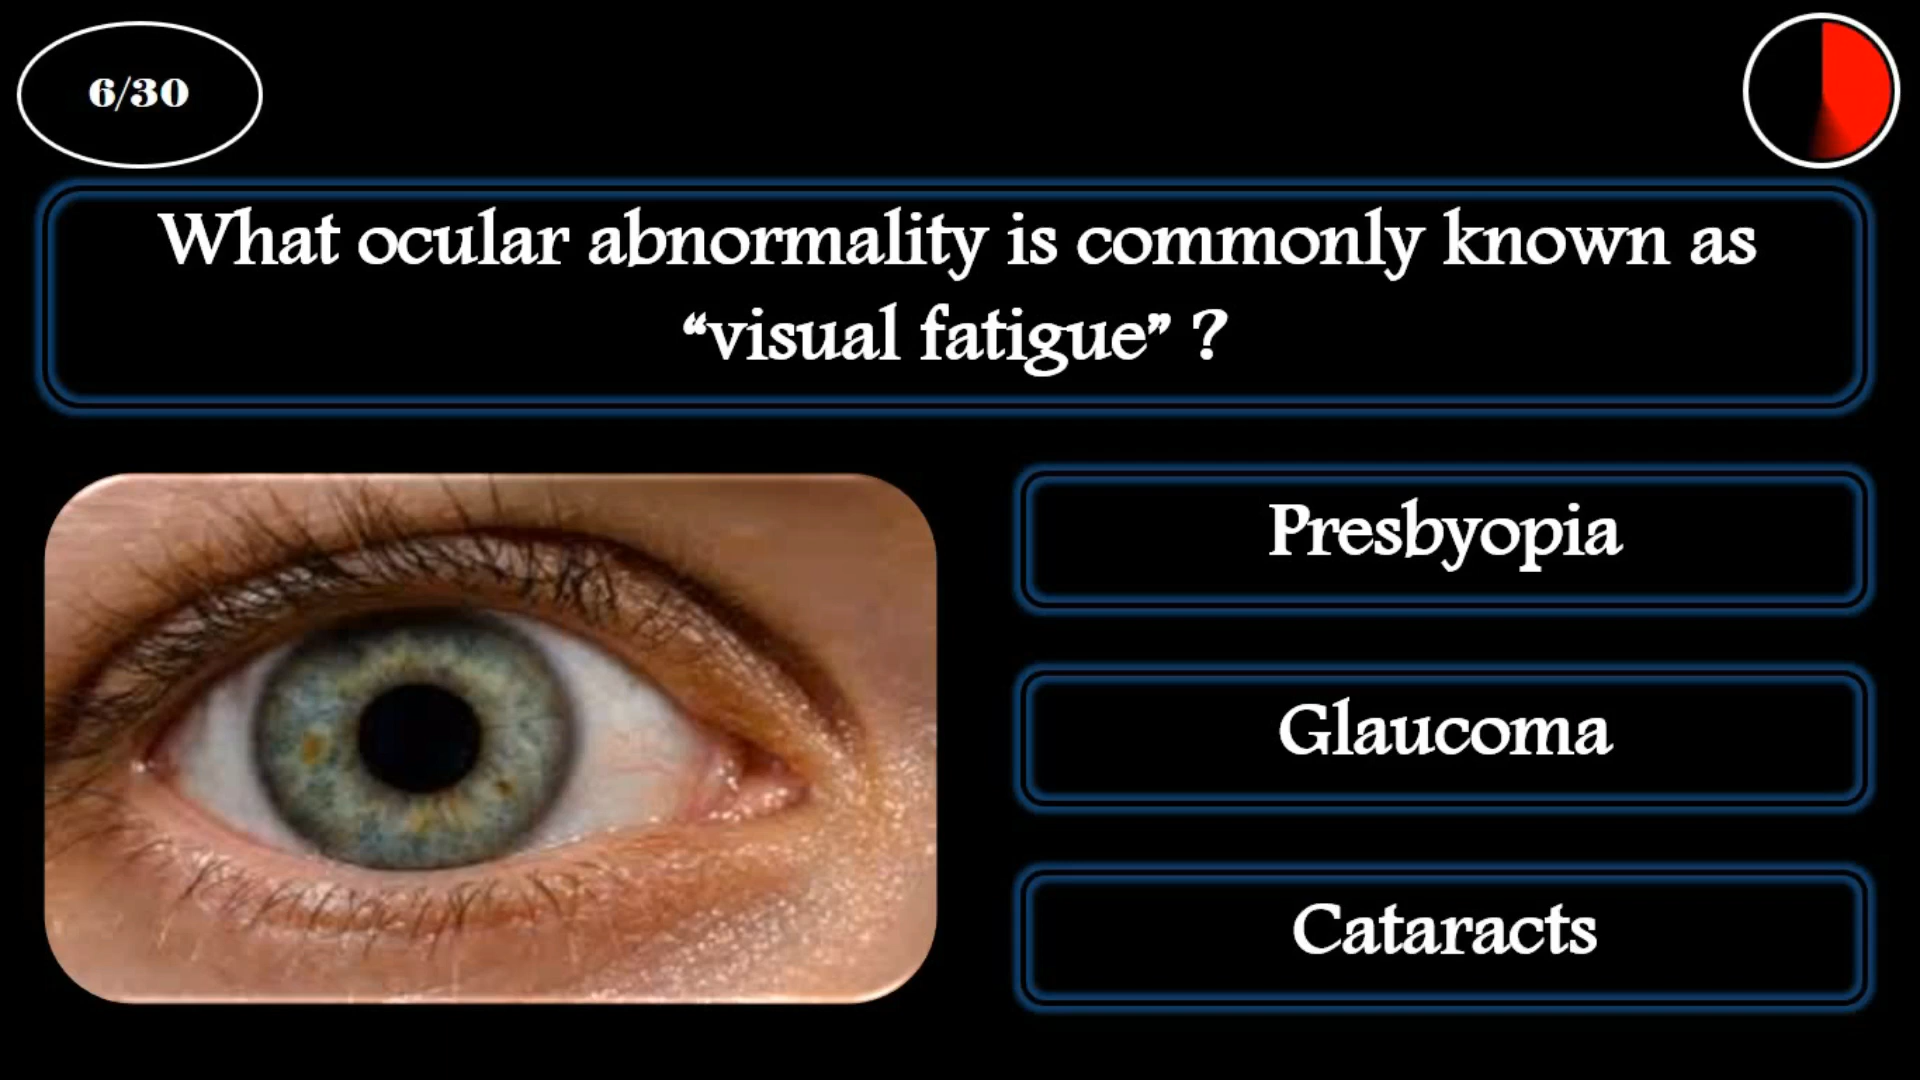 6/30
What ocular abnormality is commonly known as
“visual fatigue” ?
Presbyopia
Glaucoma
Cataracts